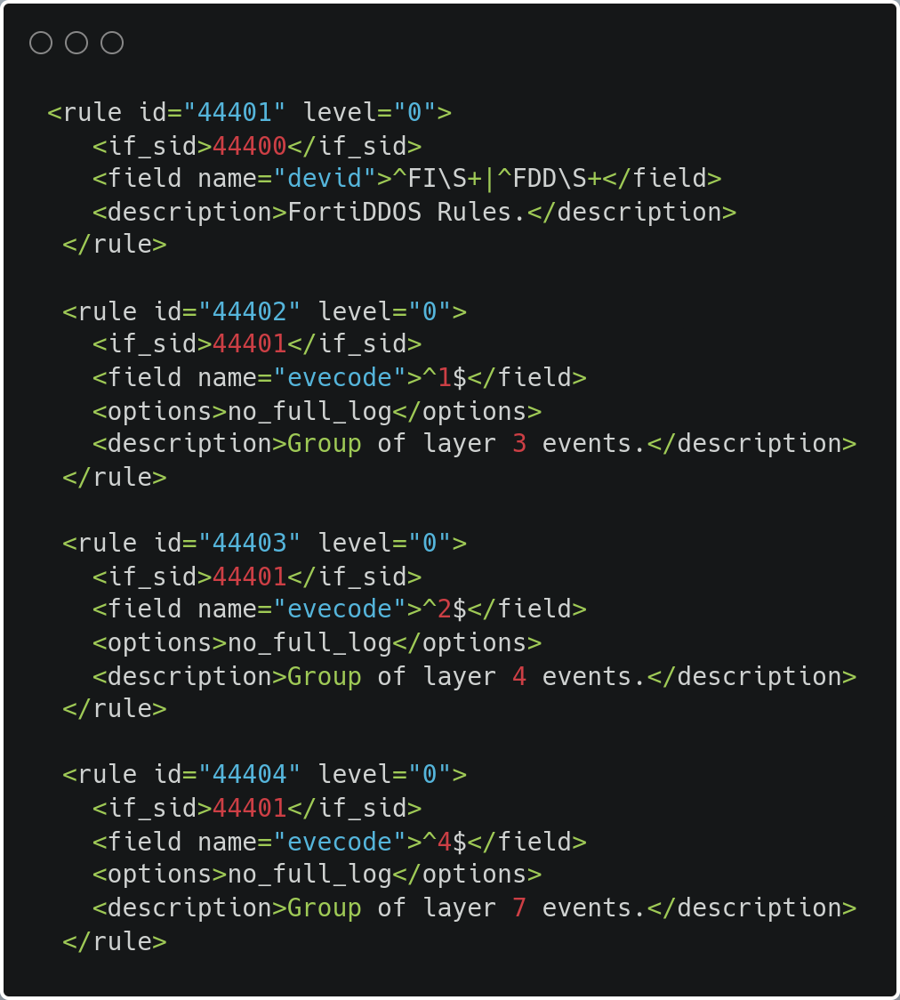 <rule id="44401" level="0">
<if_sid>44400</if_sid>
<field name="devid">^FI\S+|^FDD\S+</field>
<description>FortiDDOS Rules.</description>
</rule>
<rule id="44402" level="0">
<if_sid>44401</if_sid>
<field name="evecode">^1$</field>
<options>no_full_log</options>
<description>Group of layer 3 events.</description>
</rule>
<rule id="44403" level="0">
<if_sid>44401</if_sid>
<field name="evecode">^2$</field>
<options>no_full_log</options>
<description>Group of layer 4 events.</description>
</rule>
<rule id="44404" level="0">
<if_sid>44401</if_sid>
<field name="evecode">^4$</field>
<options>no_full_log</options>
<description>Group of layer 7 events.</description>
</rule>